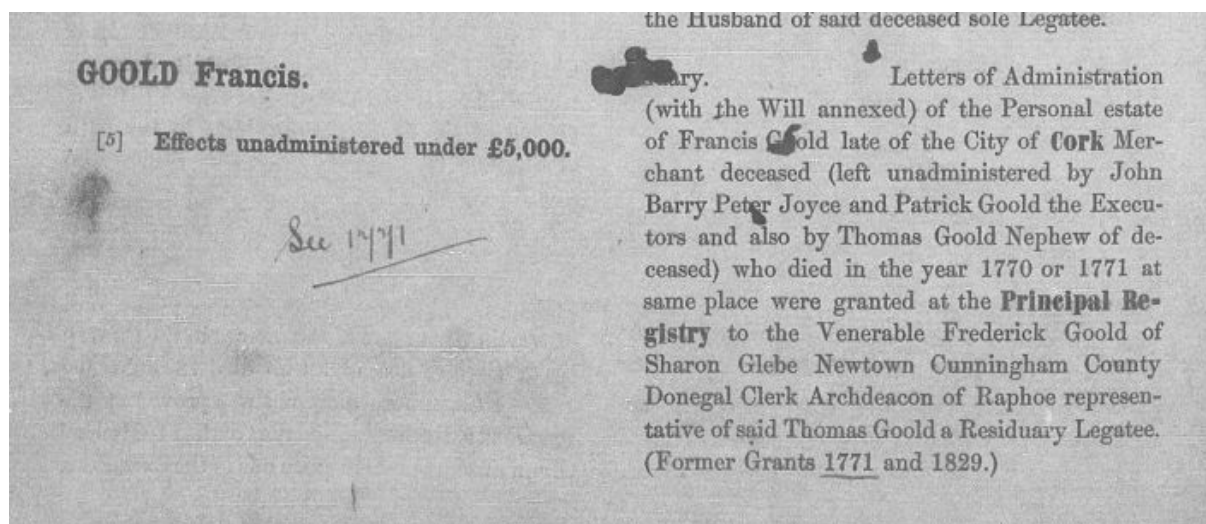 the Husband of said deceased sole Legatee.
GOOLD Francis.
[5] Effects unadministered under £5,000.
See 1771
Letters of Administration
(with the Will annexed) of the Personal estate
of Francis Goold late of the City of Cork Mer-
chant deceased (left unadministered by John
Barry Peter Joyce and Patrick Goold the Execu-
tors and also by Thomas Goold Nephew of de-
ceased) who died in the year 1770 or 1771 at
same place were granted at the Principal Re-
gistry to the Venerable Frederick Goold of
Sharon Glebe Newtown Cunningham County
Donegal Clerk Archdeacon of Raphoe represen-
tative of said Thomas Goold a Residuary Legatee.
(Former Grants 1771 and 1829.)